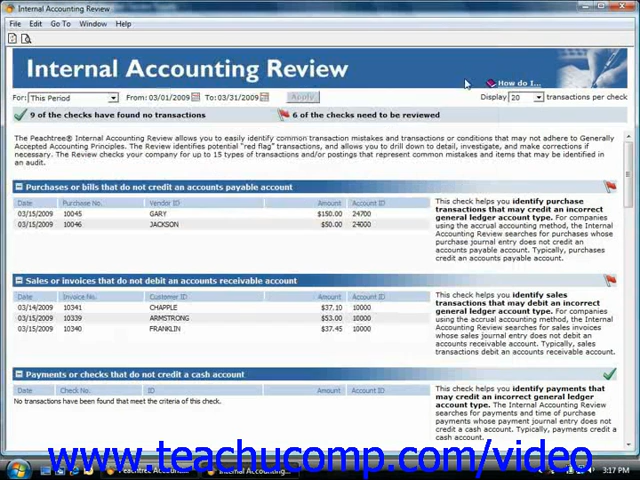 Internal Accounting Review
File Edit Go To Window Help
Internal Accounting Review
How do I...
For: This Period From: 03/01/2009 To: 03/31/2009 Apply Display 20 transactions per check
9 of the checks have found no transactions 6 of the checks need to be reviewed
The Peachtree® Internal Accounting Review allows you to easily identify common transaction mistakes and transactions or conditions that may not adhere to Generally
Accepted Accounting Principles. The Review identifies potential "red flag" transactions, and allows you to drill down to detail, investigate, and make corrections if
necessary. The Review checks your company for up to 15 types of transactions and/or postings that represent common mistakes and items that may be identified in
an audit.
Purchases or bills that do not credit an accounts payable account
Date Purchase No. Vendor ID Amount Account ID
03/15/2009 10045 GARY $150.00 24700
03/15/2009 10046 JACKSON $50.00 24000
This check helps you identify purchase
transactions that may credit an incorrect
general ledger account type. For companies
using the accrual accounting method, the Internal
Accounting Review searches for purchases whose
purchase journal entry does not credit an
accounts payable account. Typically, purchases
credit an accounts payable account.
Sales or invoices that do not debit an accounts receivable account
Date Invoice No. Customer ID Amount Account ID
03/14/2009 10341 CHAPPLE $37.10 10000
03/15/2009 10339 ARMSTRONG $53.00 10000
03/15/2009 10340 FRANKLIN $37.45 10000
This check helps you identify sales
transactions that may debit an incorrect
general ledger account type. For companies
using the accrual accounting method, the Internal
Accounting Review searches for sales invoices
whose sales journal entry does not debit an
accounts receivable account. Typically, sales
transactions debit an accounts receivable account.
Payments or checks that do not credit a cash account
Date Check No. ID Amount Account ID
No transactions have been found that meet the criteria of this check.
This check helps you identify payments that
may credit an incorrect general ledger
account type. The Internal Accounting Review
searches for payments and time of purchase
payments whose payment journal entry does not
credit a cash account. Typically, payments credit a
cash account.
www.teachucomp.com/video
Peachtree Internal Accounting... 3:17 PM